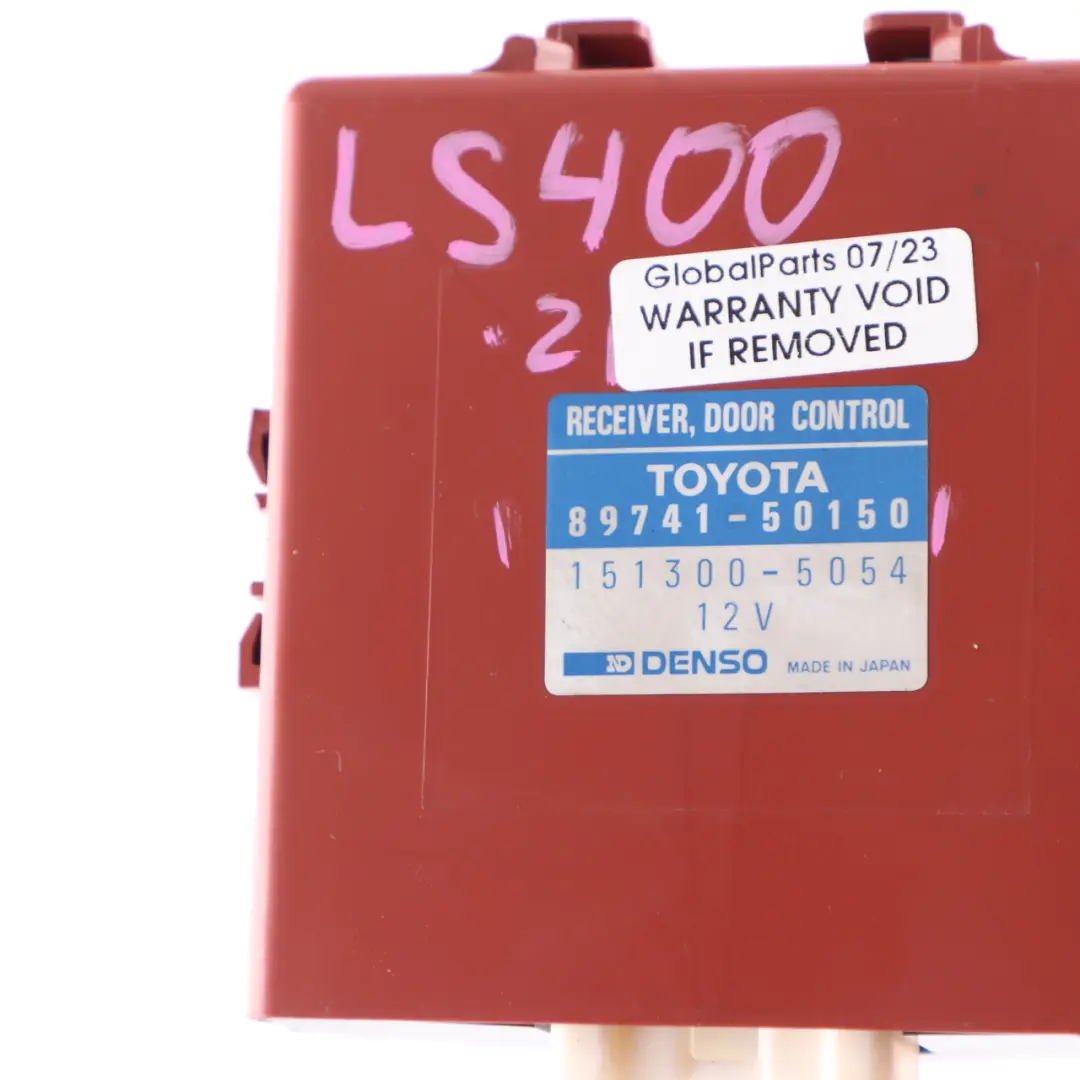 LS400
GlobalParts 07/23
WARRANTY VOID
IF REMOVED
RECEIVER, DOOR CONTROL
TOYOTA
89741-50150
151300-5054
12V
DENSO MADE IN JAPAN